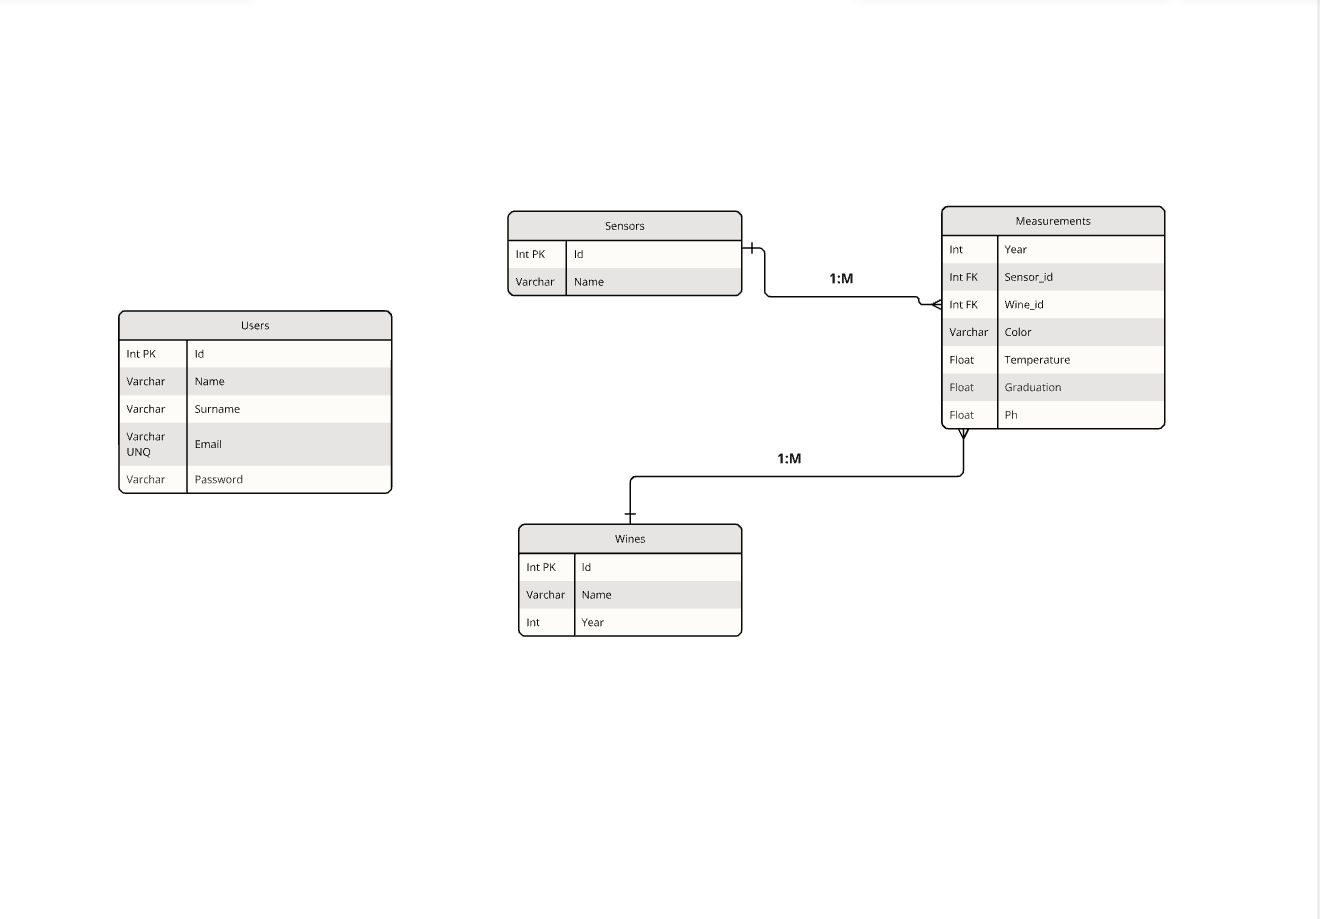 Users
Int PK Id
Varchar Name
Varchar Surname
Varchar
UNQ
Email
Varchar Password
Sensors
Int PK Id
Varchar Name
1:M
Measurements
Int Year
Int FK Sensor_id
Int FK Wine_id
Varchar Color
Float Temperature
Float Graduation
Float Ph
1:M
Wines
Int PK Id
Varchar Name
Int Year